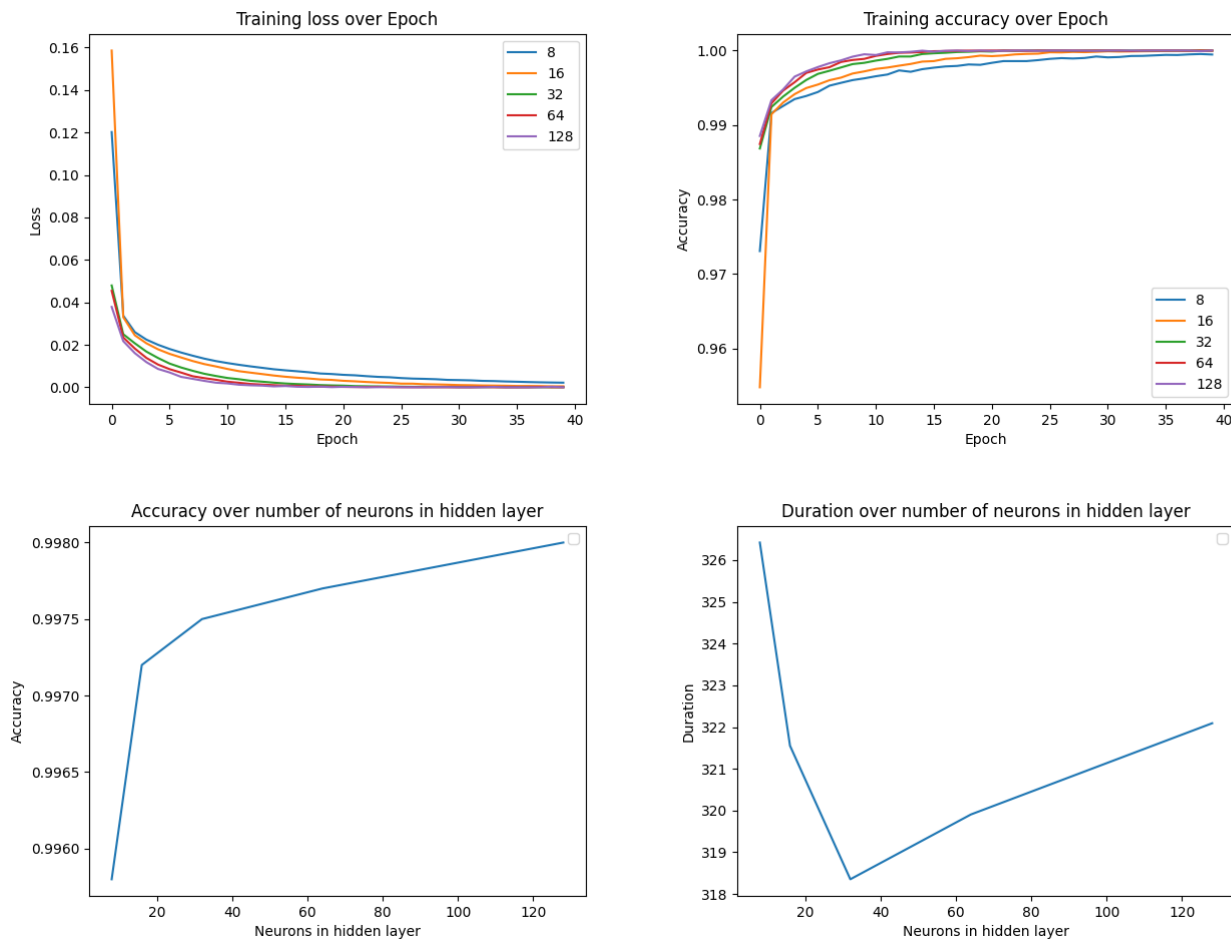 Training loss over Epoch
0.16
0.14
0.12
0.10
0.08
0.06
0.04
0.02
0.00
Loss
8
16
32
64
128
0 5 10 15 20 25 30 35 40
Epoch
Training accuracy over Epoch
1.00
0.99
0.98
0.97
0.96
Accuracy
8
16
32
64
128
0 5 10 15 20 25 30 35 40
Epoch
Accuracy over number of neurons in hidden layer
0.9980
0.9975
0.9970
0.9965
0.9960
Accuracy
20 40 60 80 100 120
Neurons in hidden layer
Duration over number of neurons in hidden layer
326
325
324
323
322
321
320
319
318
Duration
20 40 60 80 100 120
Neurons in hidden layer